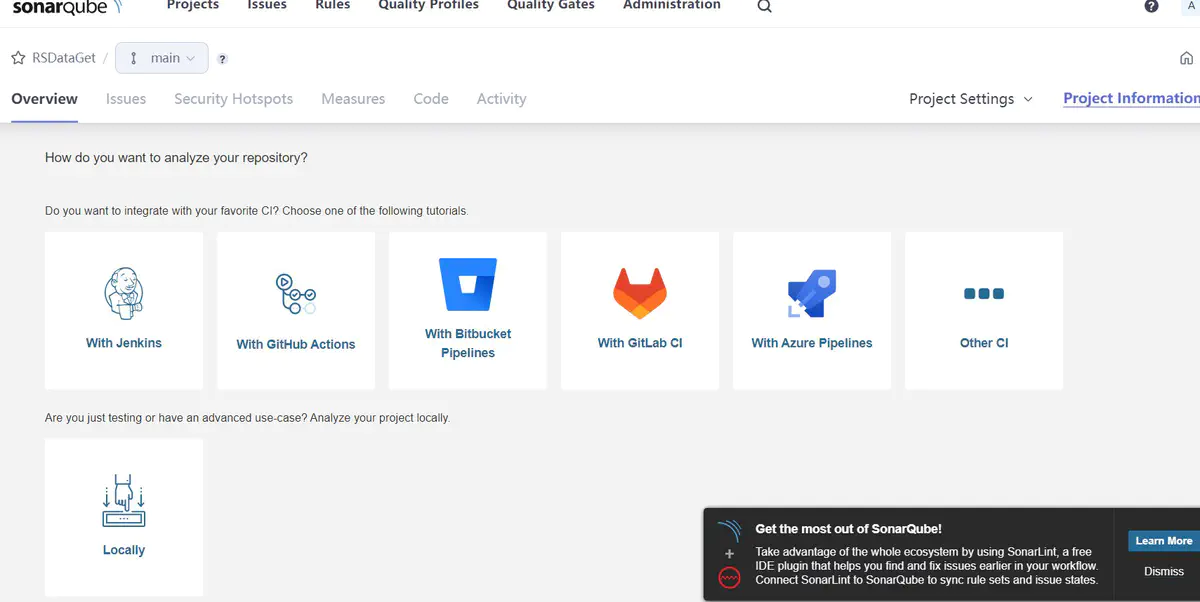 sonarqube
Projects Issues Rules Quality Profiles Quality Gates Administration ? A
RSDataGet / main ?
Overview Issues Security Hotspots Measures Code Activity Project Settings Project Information
How do you want to analyze your repository?
Do you want to integrate with your favorite CI? Choose one of the following tutorials.
With Jenkins
With GitHub Actions
With Bitbucket
Pipelines
With GitLab CI
With Azure Pipelines
Other CI
Are you just testing or have an advanced use-case? Analyze your project locally.
Locally
Get the most out of SonarQube!
Take advantage of the whole ecosystem by using SonarLint, a free
IDE plugin that helps you find and fix issues earlier in your workflow.
Connect SonarLint to SonarQube to sync rule sets and issue states.
Learn More
Dismiss